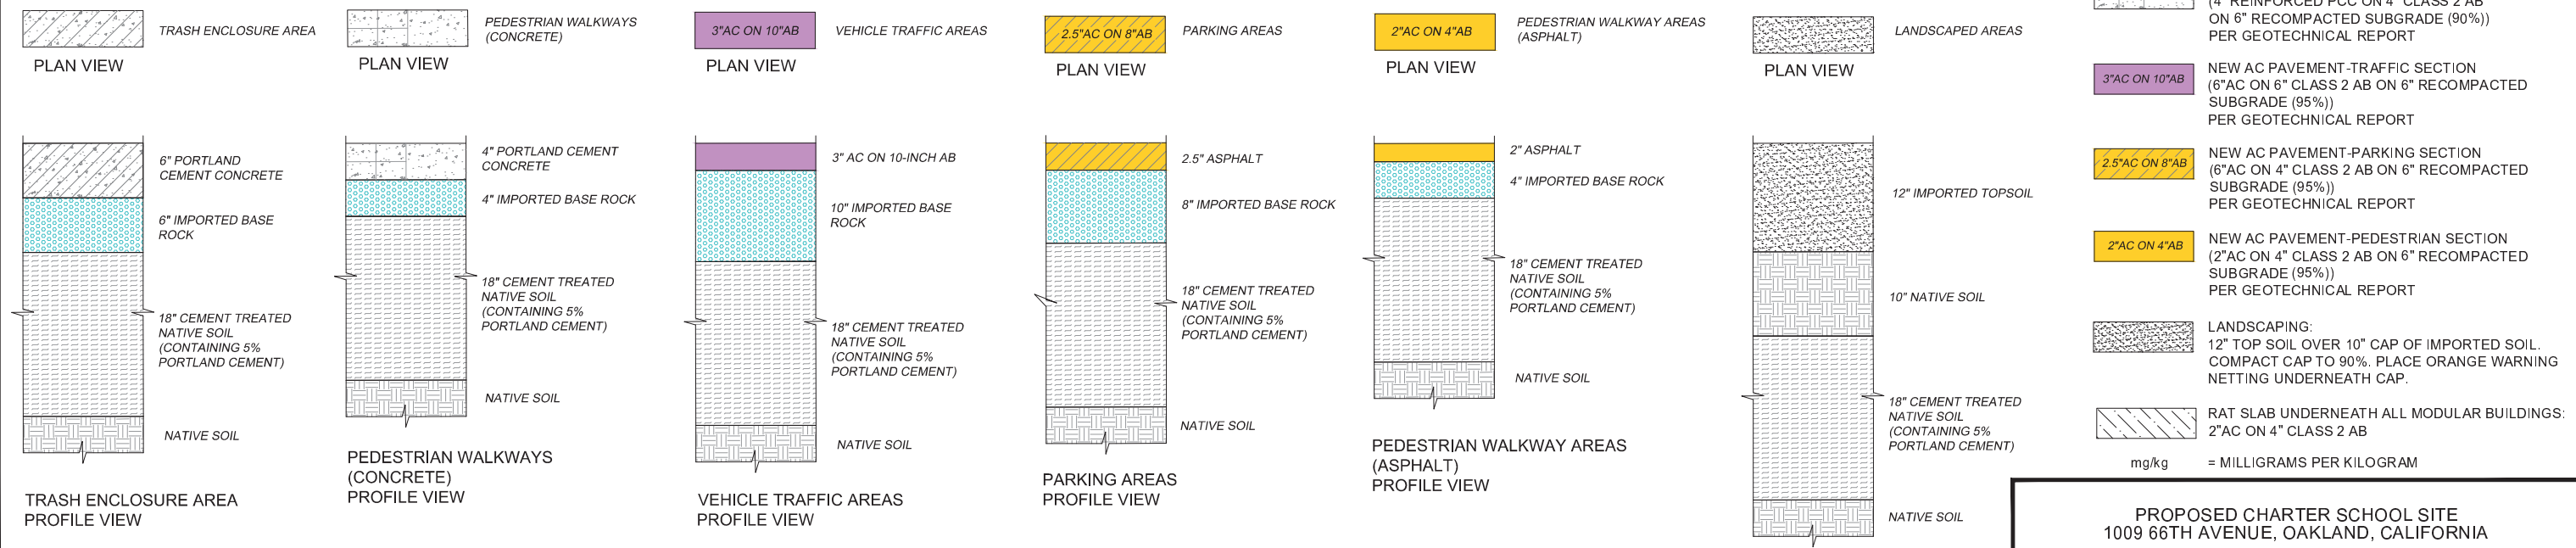 TRASH ENCLOSURE AREA
PLAN VIEW
PEDESTRIAN WALKWAYS
(CONCRETE)
PLAN VIEW
3"AC ON 10"AB
VEHICLE TRAFFIC AREAS
PLAN VIEW
2.5"AC ON 8"AB
PARKING AREAS
PLAN VIEW
2"AC ON 4"AB
PEDESTRIAN WALKWAY AREAS
(ASPHALT)
PLAN VIEW
LANDSCAPED AREAS
PLAN VIEW
6" PORTLAND
CEMENT CONCRETE
6" IMPORTED BASE
ROCK
18" CEMENT TREATED
NATIVE SOIL
(CONTAINING 5%
PORTLAND CEMENT)
NATIVE SOIL
TRASH ENCLOSURE AREA
PROFILE VIEW
4" PORTLAND CEMENT
CONCRETE
4" IMPORTED BASE ROCK
18" CEMENT TREATED
NATIVE SOIL
(CONTAINING 5%
PORTLAND CEMENT)
NATIVE SOIL
PEDESTRIAN WALKWAYS
(CONCRETE)
PROFILE VIEW
3" AC ON 10-INCH AB
10" IMPORTED BASE
ROCK
18" CEMENT TREATED
NATIVE SOIL
(CONTAINING 5%
PORTLAND CEMENT)
NATIVE SOIL
VEHICLE TRAFFIC AREAS
PROFILE VIEW
2.5" ASPHALT
8" IMPORTED BASE ROCK
18" CEMENT TREATED
NATIVE SOIL
(CONTAINING 5%
PORTLAND CEMENT)
NATIVE SOIL
PARKING AREAS
PROFILE VIEW
2" ASPHALT
4" IMPORTED BASE ROCK
18" CEMENT TREATED
NATIVE SOIL
(CONTAINING 5%
PORTLAND CEMENT)
NATIVE SOIL
PEDESTRIAN WALKWAY AREAS
(ASPHALT)
PROFILE VIEW
12" IMPORTED TOPSOIL
10" NATIVE SOIL
18" CEMENT TREATED
NATIVE SOIL
(CONTAINING 5%
PORTLAND CEMENT)
NATIVE SOIL
(4" REINFORCED PCC ON 4" CLASS 2 AB
ON 6" RECOMPACTED SUBGRADE (90%))
PER GEOTECHNICAL REPORT
3"AC ON 10"AB
NEW AC PAVEMENT-TRAFFIC SECTION
(6"AC ON 6" CLASS 2 AB ON 6" RECOMPACTED
SUBGRADE (95%))
PER GEOTECHNICAL REPORT
2.5"AC ON 8"AB
NEW AC PAVEMENT-PARKING SECTION
(6"AC ON 4" CLASS 2 AB ON 6" RECOMPACTED
SUBGRADE (95%))
PER GEOTECHNICAL REPORT
2"AC ON 4"AB
NEW AC PAVEMENT-PEDESTRIAN SECTION
(2"AC ON 4" CLASS 2 AB ON 6" RECOMPACTED
SUBGRADE (95%))
PER GEOTECHNICAL REPORT
LANDSCAPING:
12" TOP SOIL OVER 10" CAP OF IMPORTED SOIL.
COMPACT CAP TO 90%. PLACE ORANGE WARNING
NETTING UNDERNEATH CAP.
RAT SLAB UNDERNEATH ALL MODULAR BUILDINGS:
2"AC ON 4" CLASS 2 AB
mg/kg = MILLIGRAMS PER KILOGRAM
PROPOSED CHARTER SCHOOL SITE
1009 66TH AVENUE, OAKLAND, CALIFORNIA